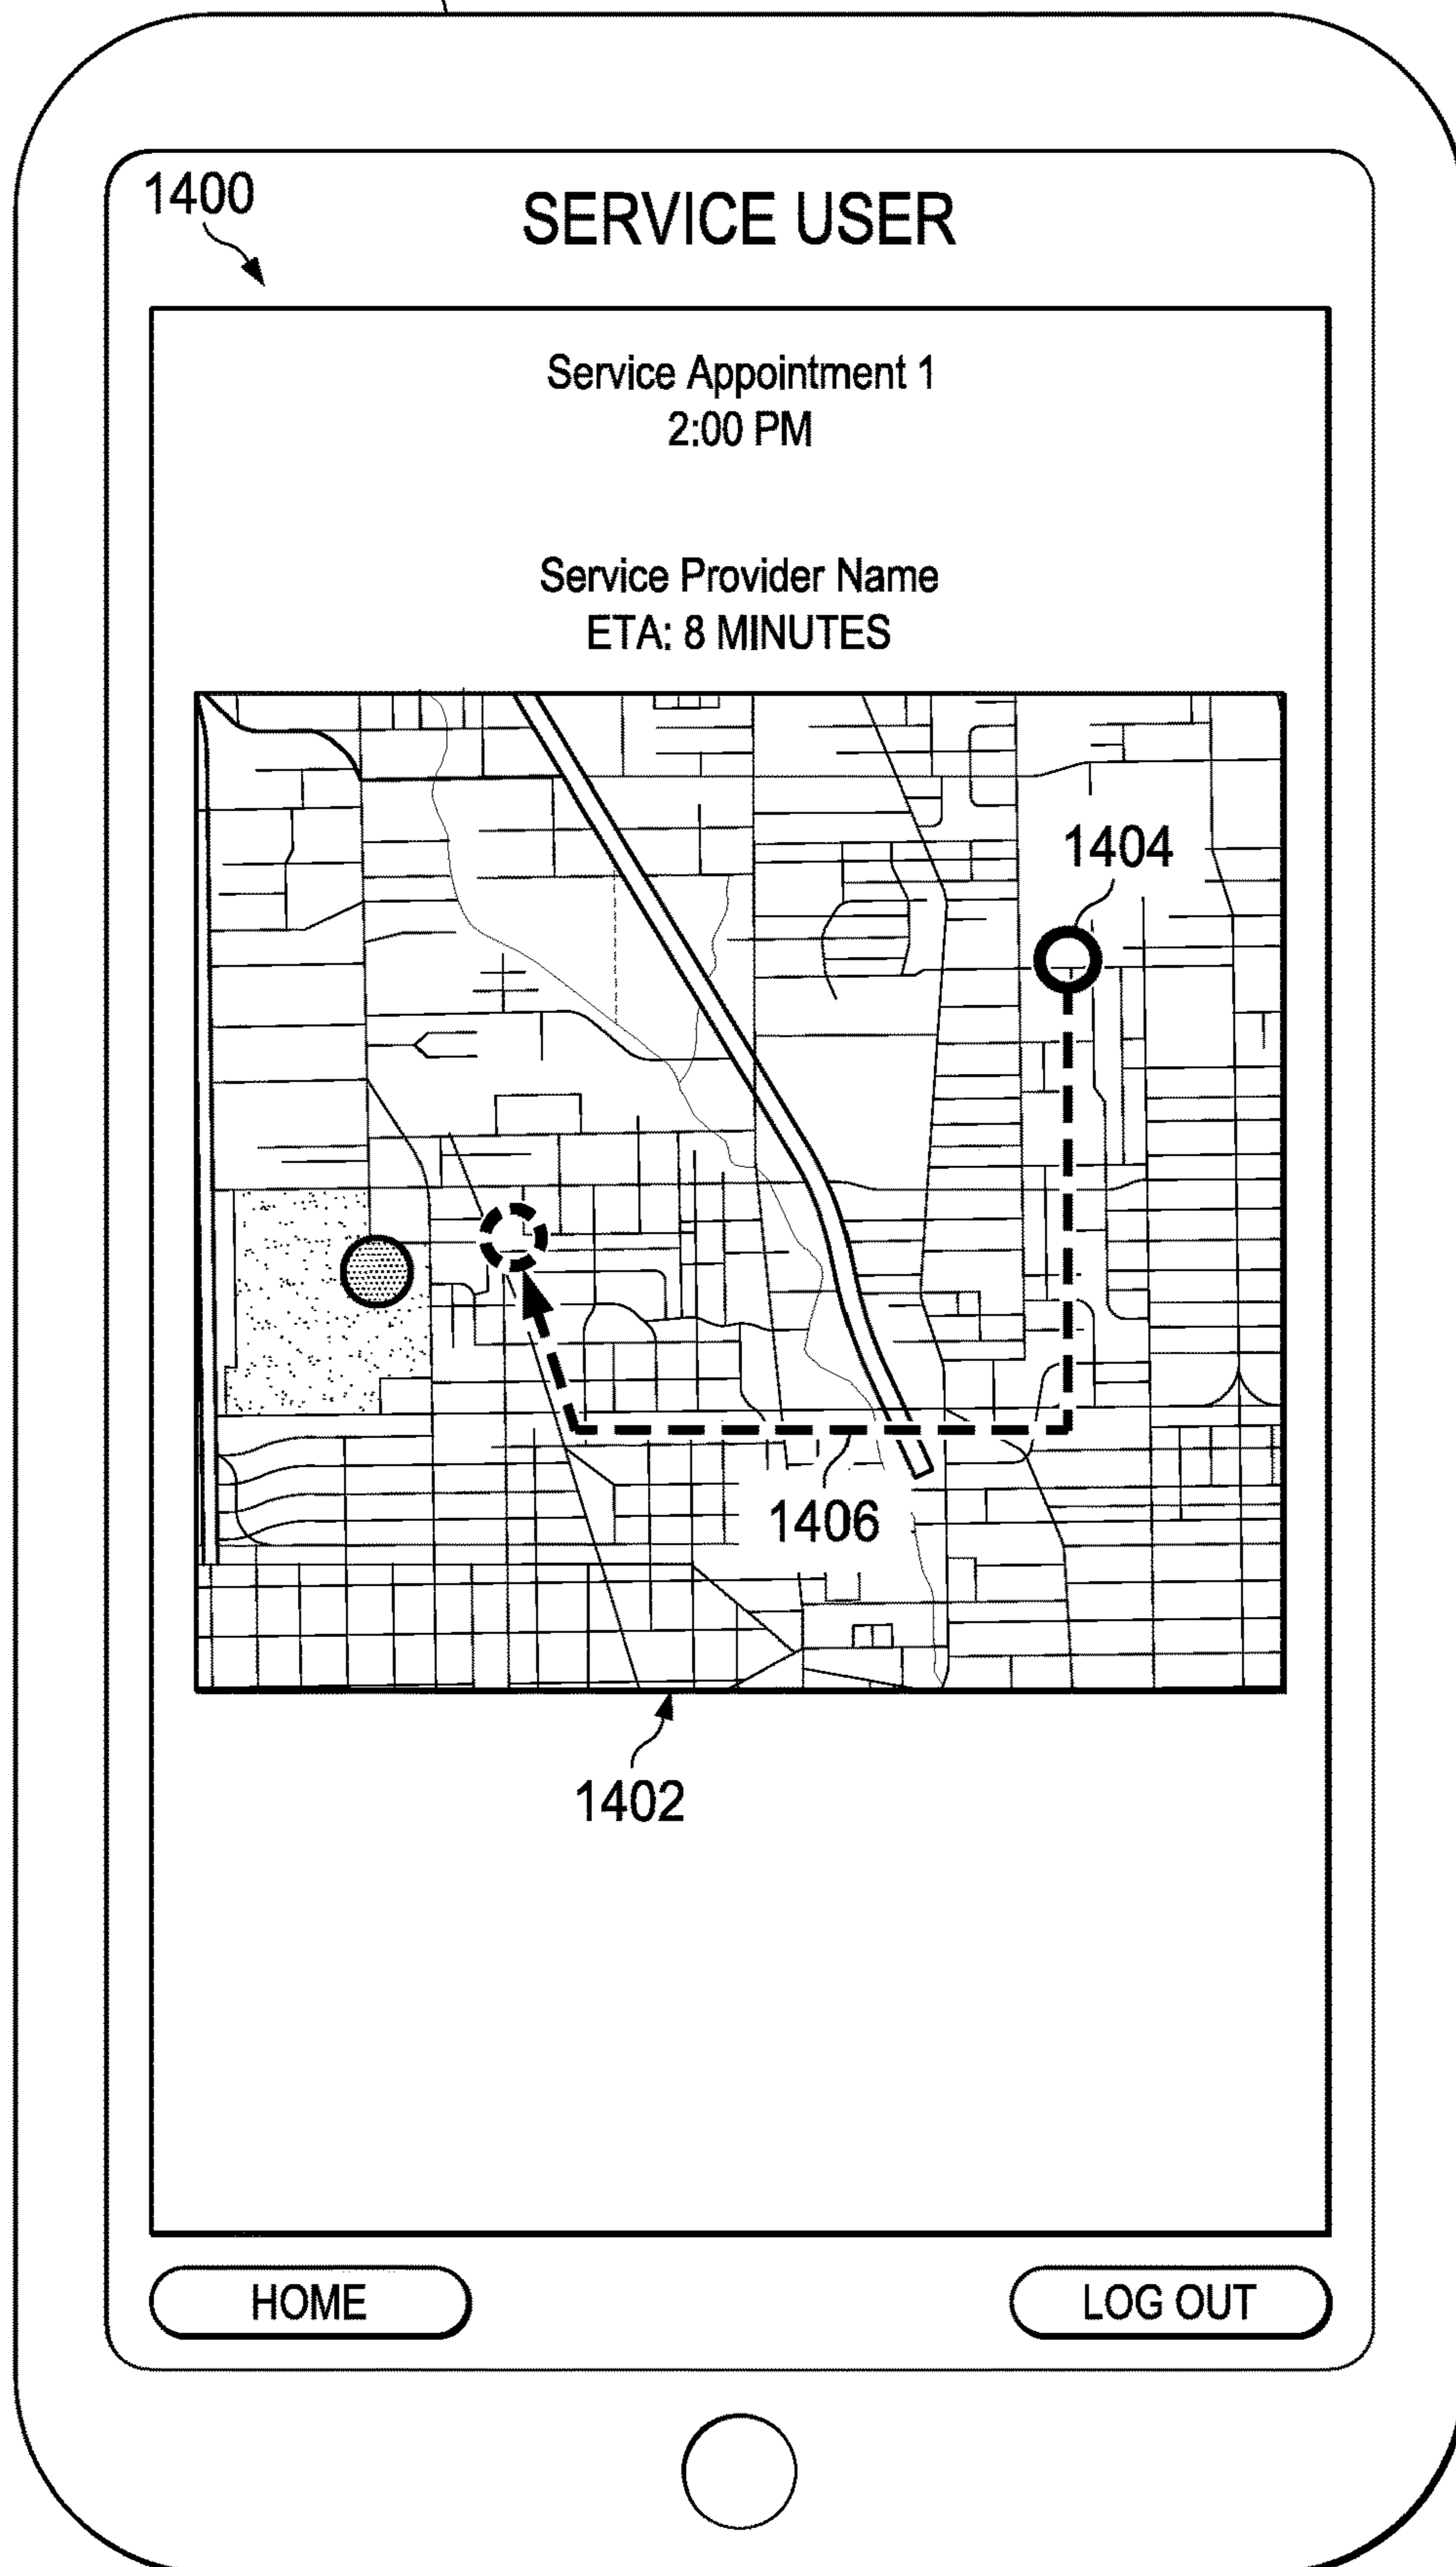 1400
SERVICE USER
Service Appointment 1
2:00 PM
Service Provider Name
ETA: 8 MINUTES
1404
1406
1402
HOME
LOG OUT